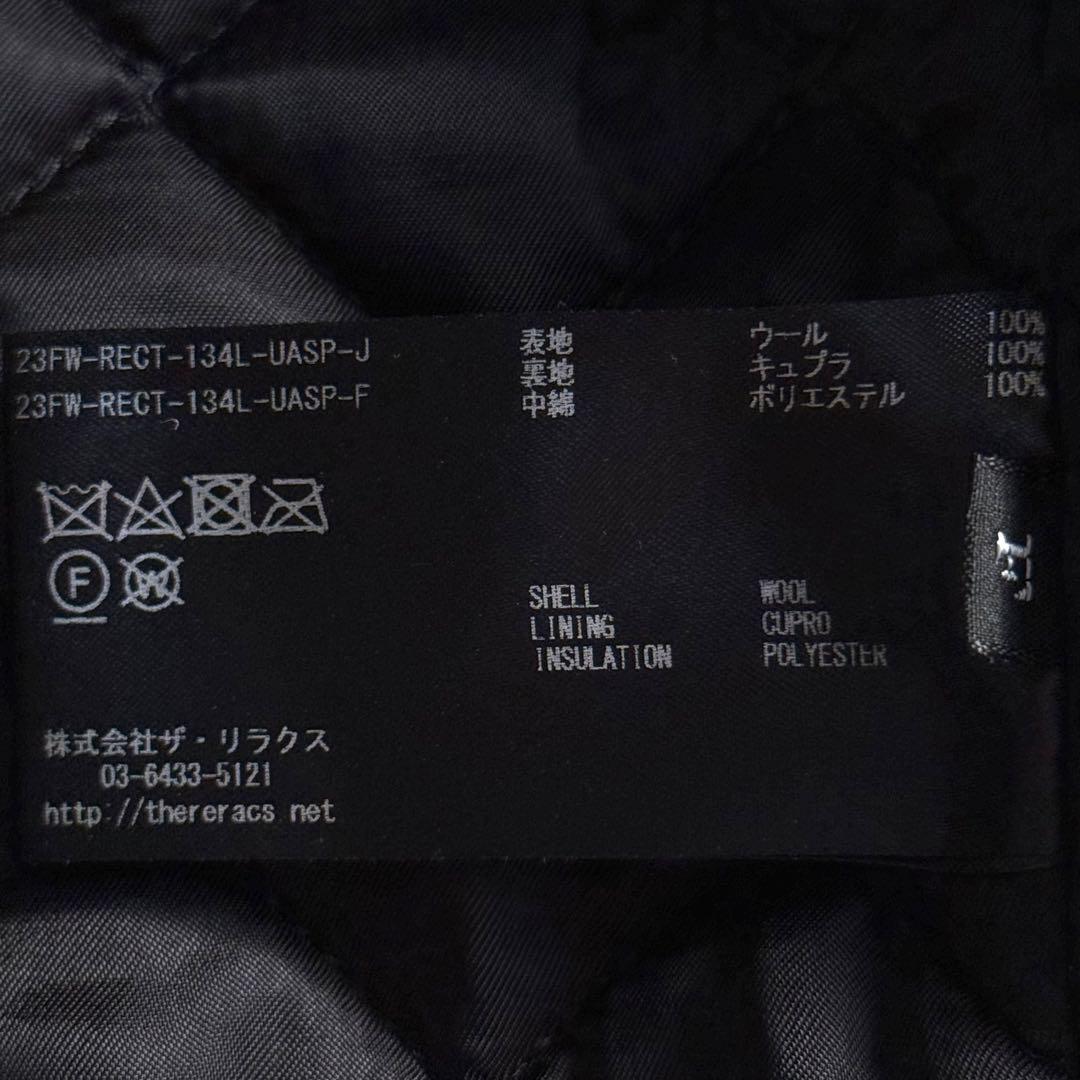 23FW-RECT-134L-UASP-J
23FW-RECT-134L-UASP-F
表地 ウール 100%
裏地 キュプラ 100%
中綿 ポリエステル 100%
F
W
SHELL WOOL
LINING CUPRO
INSULATION POLYESTER
株式会社ザ・リラクス
03-6433-5121
http://thereracs.net